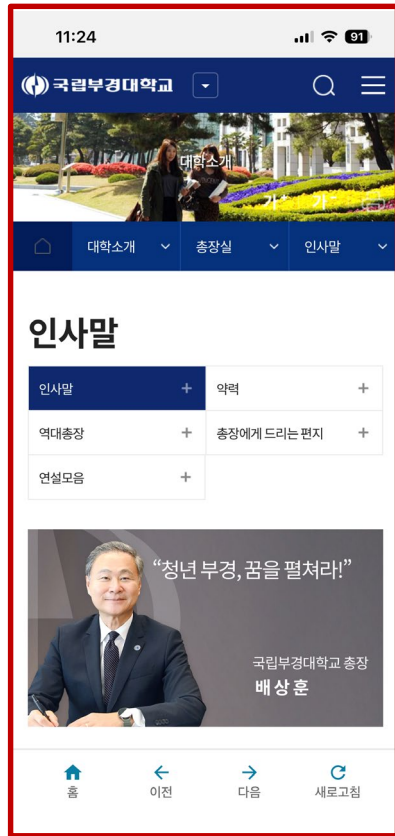 11:24
91
국립부경대학교
대학소개
가+ 가-
대학소개 총장실 인사말
인사말
인사말 + 약력 +
역대총장 + 총장에게 드리는 편지 +
연설모음 +
“청년 부경, 꿈을 펼쳐라!”
국립부경대학교 총장
배상훈
홈 이전 다음 새로고침